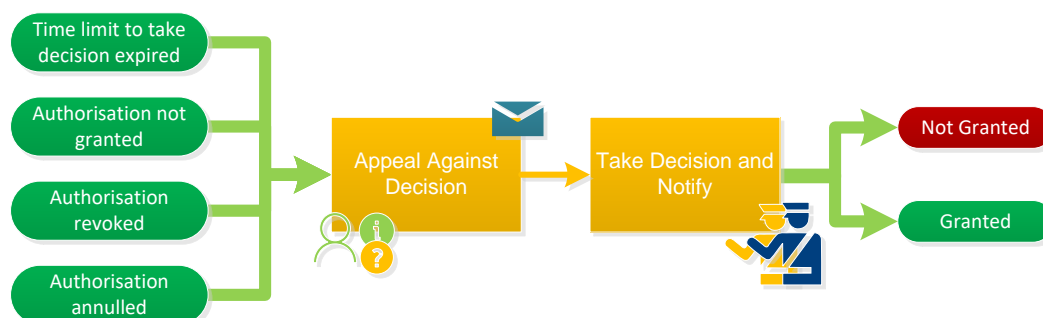 Time limit to take
decision expired
Authorisation not
granted
Authorisation
revoked
Authorisation
annulled
Appeal Against
Decision
i
?
Take Decision and
Notify
Not Granted
Granted